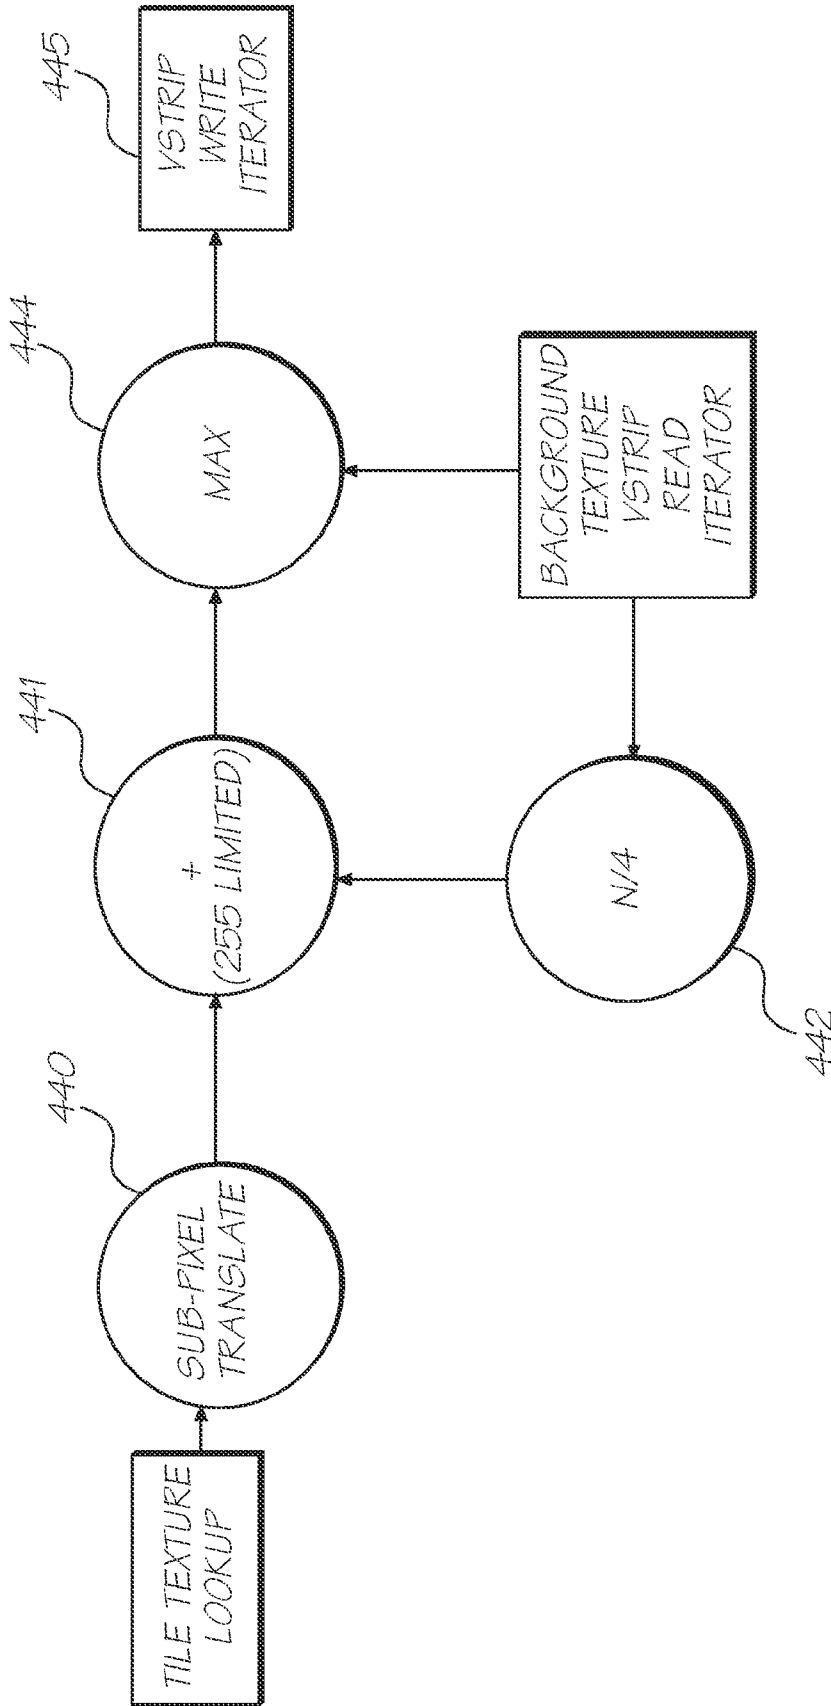 TILE TEXTURE
LOOKUP
440
SUB-PIXEL
TRANSLATE
441
+
(255 LIMITED)
444
MAX
445
VSTRIP
WRITE
ITERATOR
442
N/4
BACKGROUND
TEXTURE
VSTRIP
READ
ITERATOR